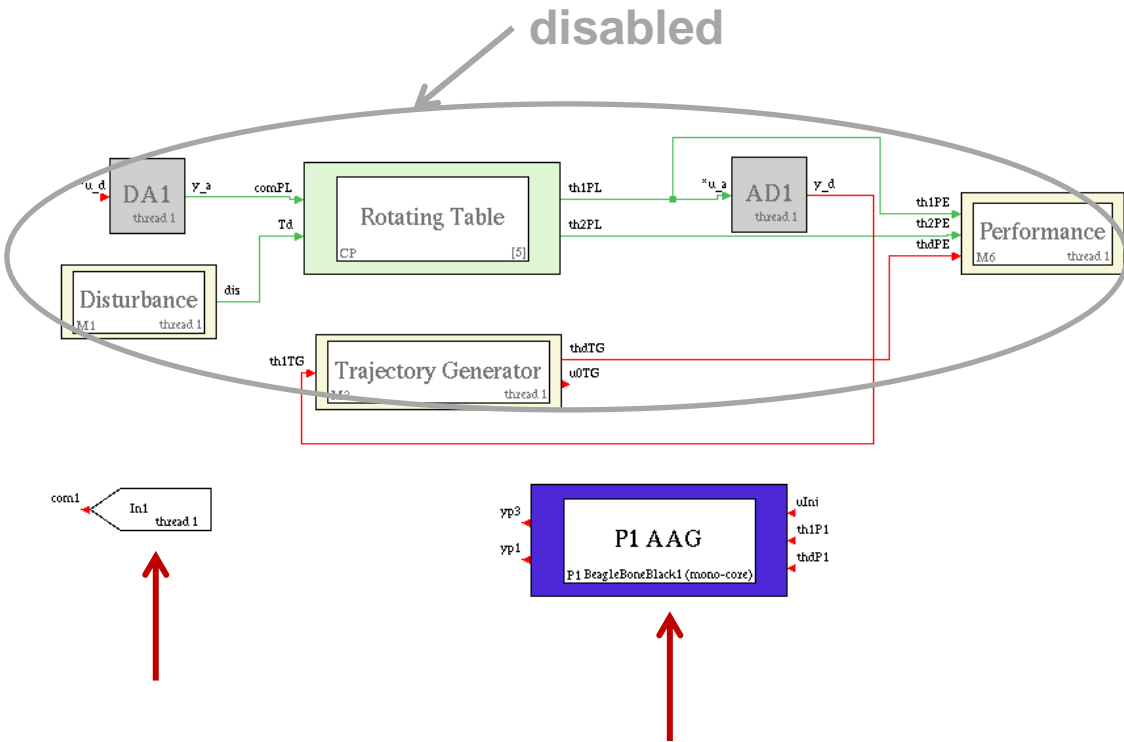 disabled
*u_d
DA1
thread 1
y_a
comPL
Td
Rotating Table
CP
[5]
th1PL
th2PL
*u_a
AD1
thread 1
y_d
th1PE
th2PE
thdPE
Performance
M6
thread 1
Disturbance
M1
thread 1
dis
th1TG
Trajectory Generator
thread 1
thdTG
u0TG
com1
In1
thread 1
yp3
yp1
P1 AAG
P1 BeagleBoneBlack1 (mono-core)
uIni
th1P1
thdP1